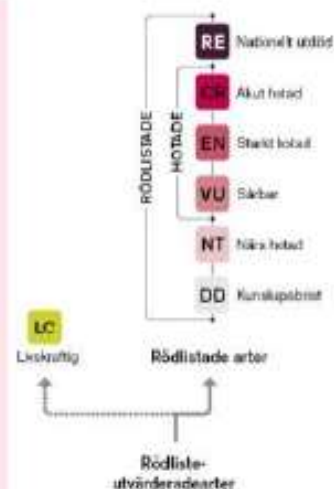 RE Nationellt utdöd
CR Akut hotad
EN Starkt hotad
VU Sårbar
NT Nära hotad
DD Kunskapsbrist
RÖDLISTADE
HOTADE
LC
Livskraftig
Rödlistade arter
Rödliste-
utvärderadearter